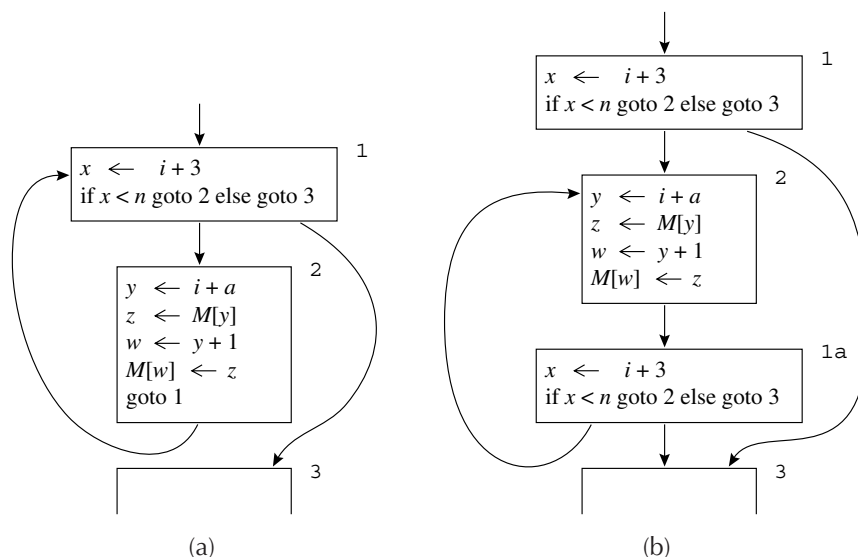 1
x ← i + 3
if x < n goto 2 else goto 3
2
y ← i + a
z ← M[y]
w ← y + 1
M[w] ← z
goto 1
3
(a)
1
x ← i + 3
if x < n goto 2 else goto 3
2
y ← i + a
z ← M[y]
w ← y + 1
M[w] ← z
1a
x ← i + 3
if x < n goto 2 else goto 3
3
(b)